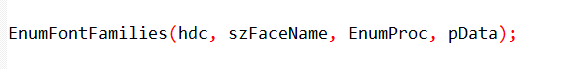 EnumFontFamilies(hdc, szFaceName, EnumProc, pData);